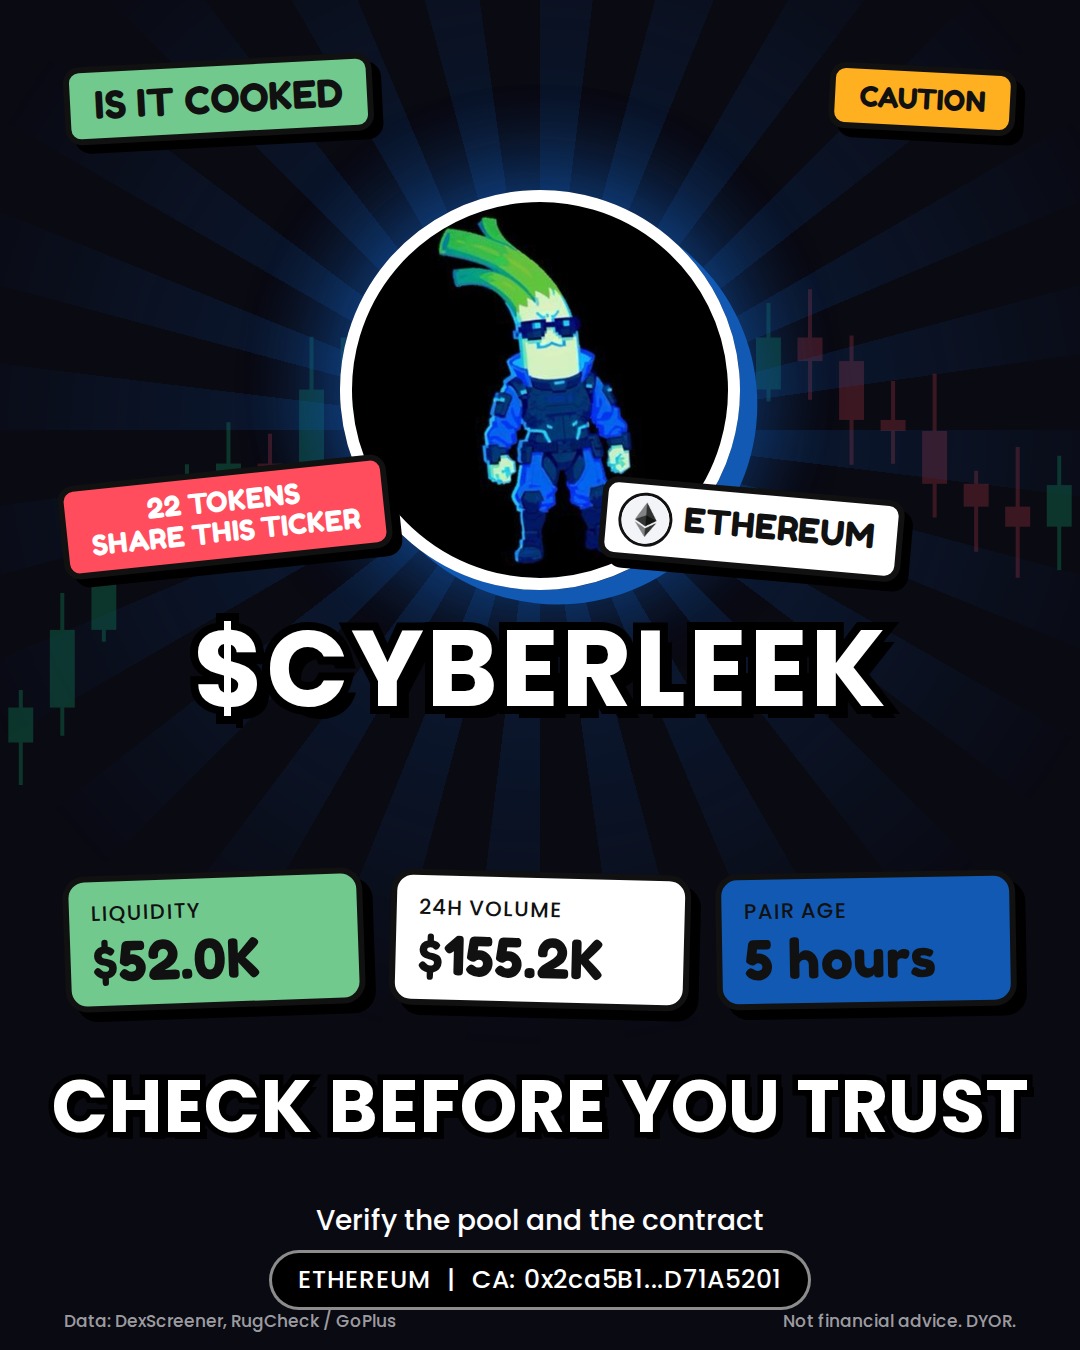 IS IT COOKED
CAUTION
22 TOKENS
SHARE THIS TICKER
ETHEREUM
$CYBERLEEK
LIQUIDITY
$52.0K
24H VOLUME
$155.2K
PAIR AGE
5 hours
CHECK BEFORE YOU TRUST
Verify the pool and the contract
ETHEREUM | CA: 0x2ca5B1...D71A5201
Data: DexScreener, RugCheck / GoPlus
Not financial advice. DYOR.